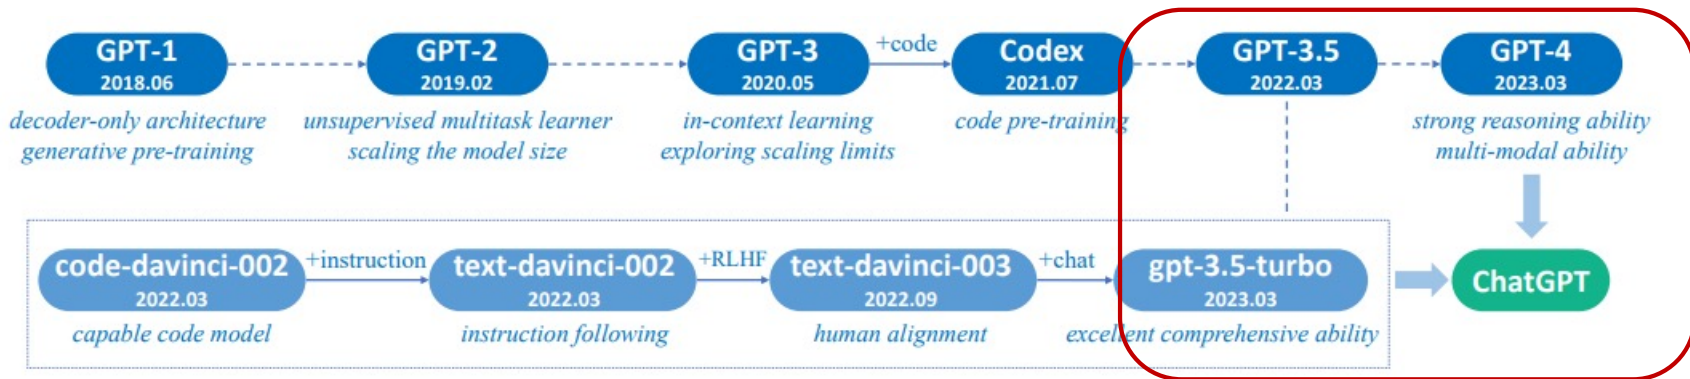 GPT-1
2018.06
decoder-only architecture
generative pre-training
GPT-2
2019.02
unsupervised multitask learner
scaling the model size
GPT-3
2020.05
in-context learning
exploring scaling limits
+code
Codex
2021.07
code pre-training
GPT-3.5
2022.03
GPT-4
2023.03
strong reasoning ability
multi-modal ability
code-davinci-002
2022.03
capable code model
+instruction
text-davinci-002
2022.03
instruction following
+RLHF
text-davinci-003
2022.09
human alignment
+chat
gpt-3.5-turbo
2023.03
excellent comprehensive ability
ChatGPT